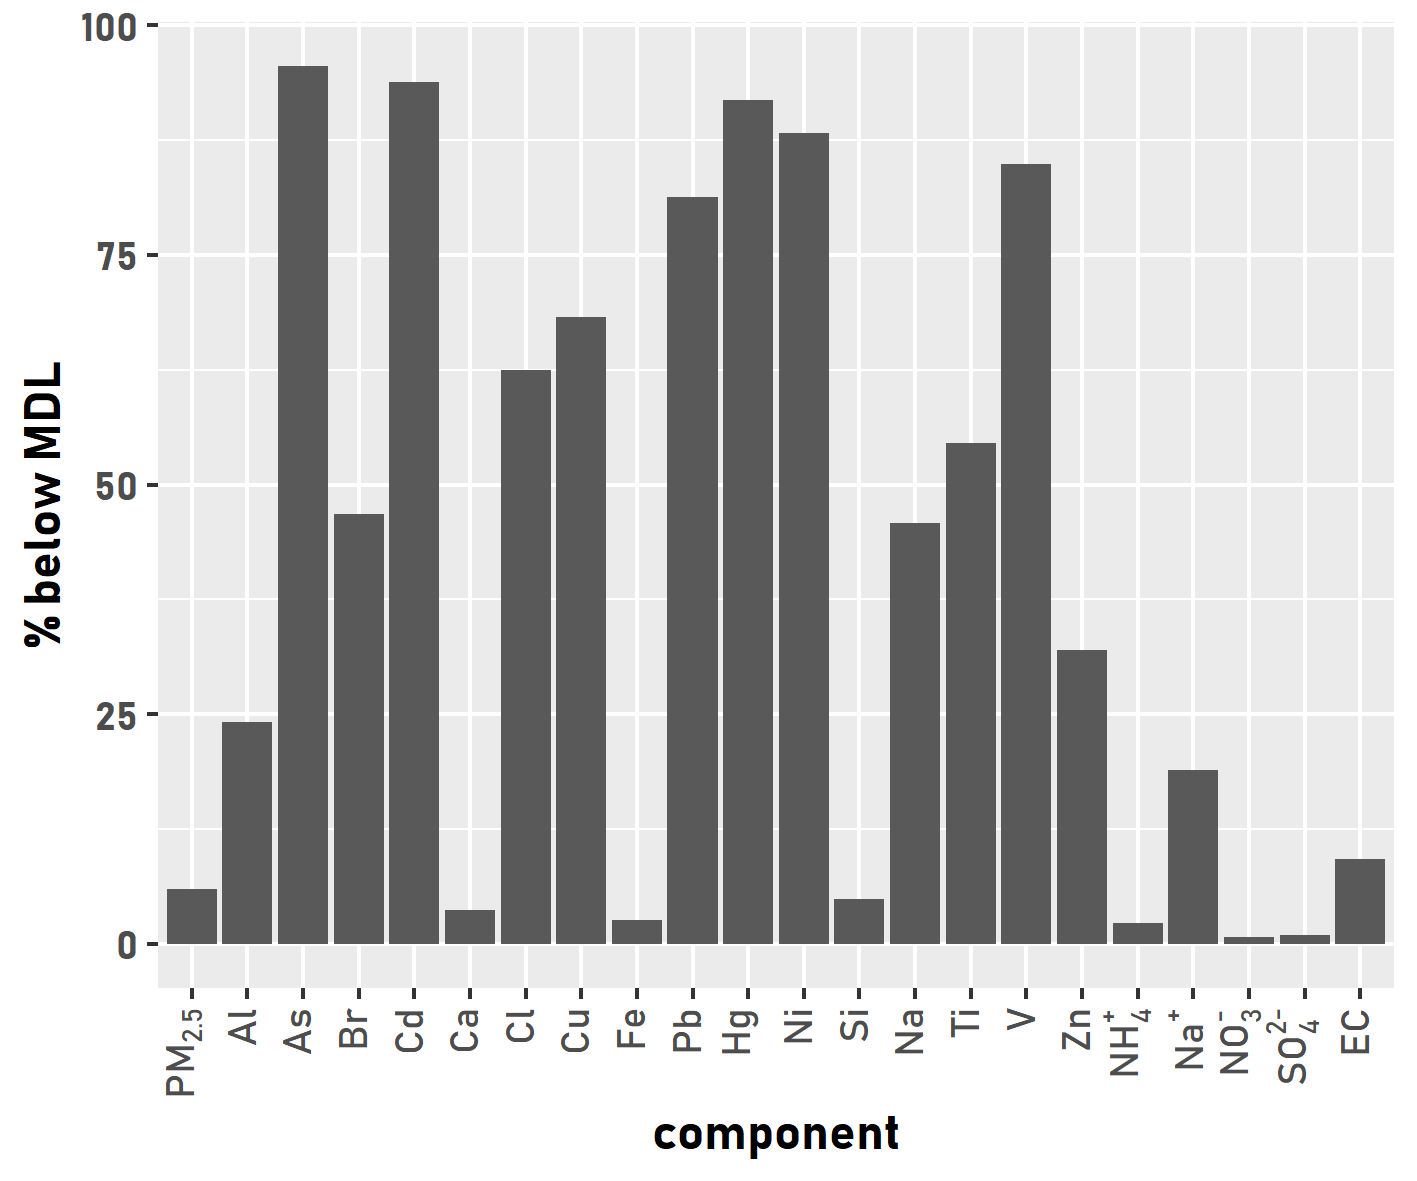 % below MDL
100
75
50
25
0
PM2.5 Al As Br Cd Ca Cl Cu Fe Pb Hg Ni Si Na Ti V Zn NH4+ Na+ NO3- SO42- EC
component